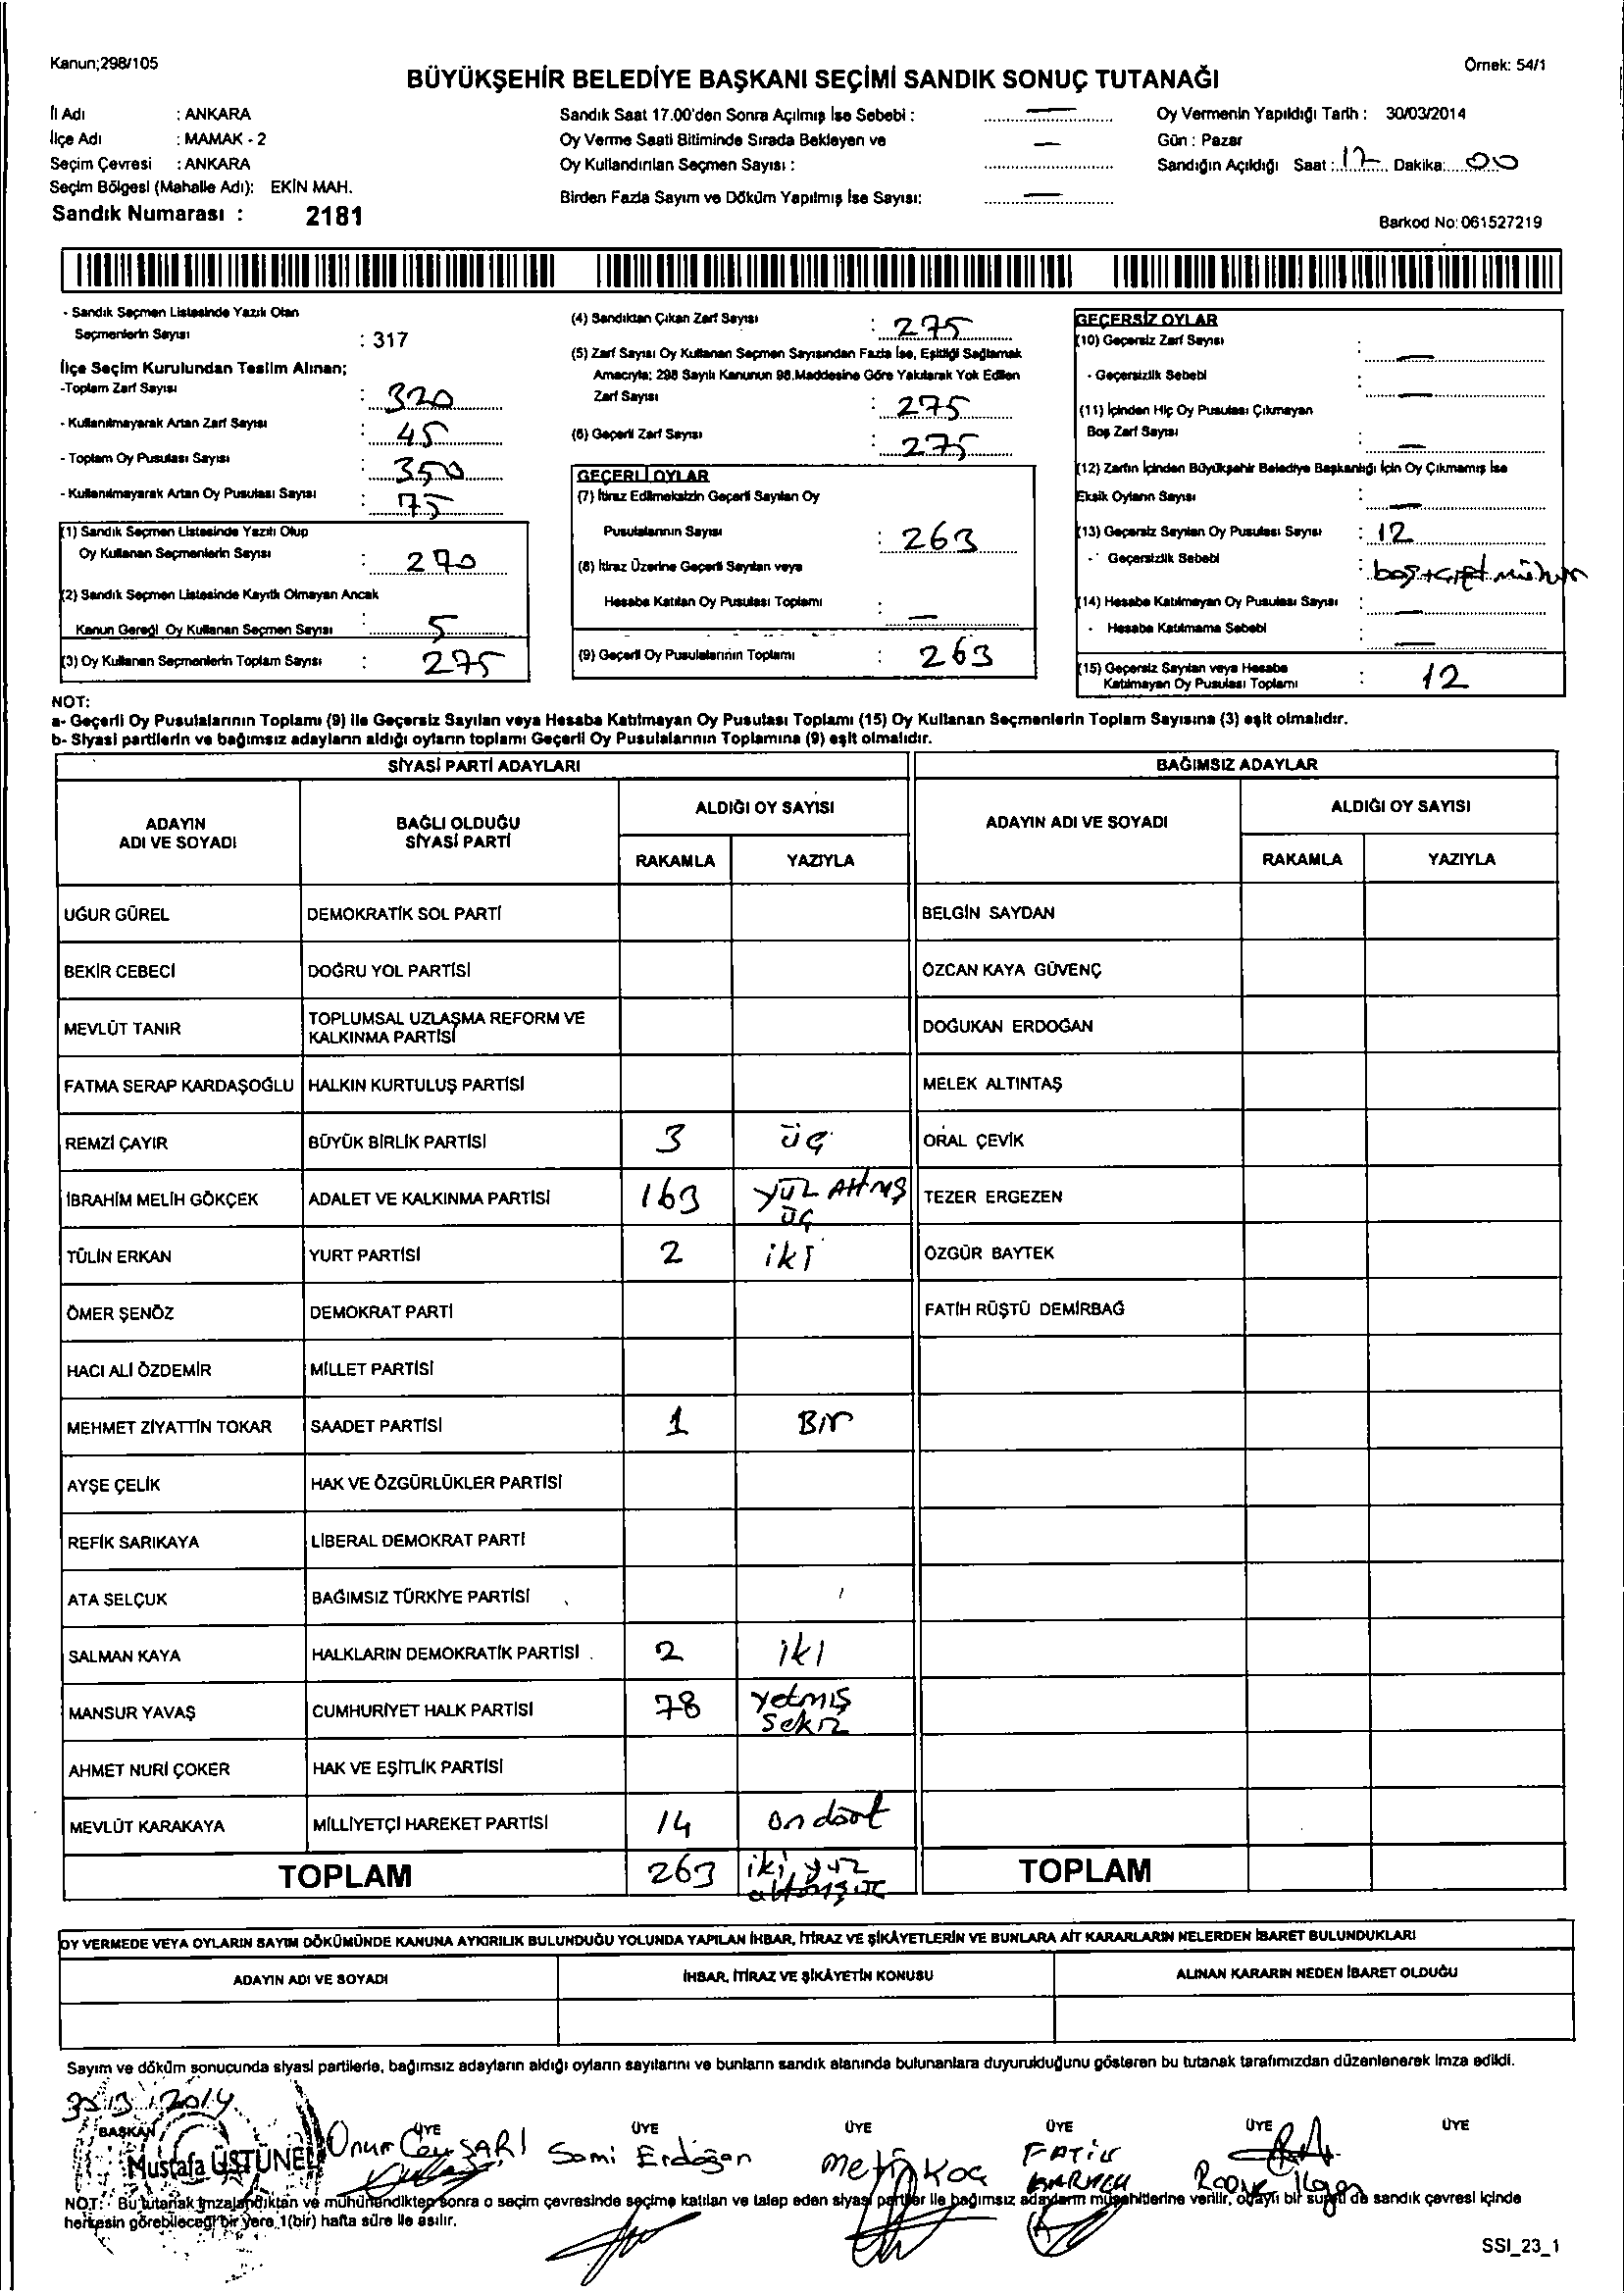 Kanun;298/105
Örnek: 54/1
BÜYÜKŞEHİR BELEDİYE BAŞKANI SEÇİMİ SANDIK SONUÇ TUTANAĞI
İl Adı : ANKARA
İlçe Adı : MAMAK - 2
Seçim Çevresi : ANKARA
Seçim Bölgesi (Mahalle Adı): EKİN MAH.
Sandık Numarası : 2181
Sandık Saat 17.00'den Sonra Açılmış İse Sebebi : —
Oy Verme Saati Bitiminde Sırada Bekleyen ve —
Oy Kullandırılan Seçmen Sayısı :
Birden Fazla Sayım ve Döküm Yapılmış İse Sayısı: —
Oy Vermenin Yapıldığı Tarih : 30/03/2014
Gün : Pazar
Sandığın Açıldığı Saat : 17 Dakika: 00
Barkod No: 061527219
- Sandık Seçmen Listesinde Yazılı Olan
Seçmenlerin Sayısı : 317
İlçe Seçim Kurulundan Teslim Alınan;
-Toplam Zarf Sayısı : 320
- Kullanılmayarak Artan Zarf Sayısı : 45
- Toplam Oy Pusulası Sayısı : 350
- Kullanılmayarak Artan Oy Pusulası Sayısı : 75
(1) Sandık Seçmen Listesinde Yazılı Olup
Oy Kullanan Seçmenlerin Sayısı : 270
(2) Sandık Seçmen Listesinde Kayıtlı Olmayan Ancak
Kanun Gereği Oy Kullanan Seçmen Sayısı : 5
(3) Oy Kullanan Seçmenlerin Toplam Sayısı : 275
(4) Sandıktan Çıkan Zarf Sayısı : 275
(5) Zarf Sayısı Oy Kullanan Seçmen Sayısından Fazla İse, Eşitliği Sağlamak
Amacıyla; 298 Sayılı Kanunun 98.Maddesine Göre Yakılarak Yok Edilen
Zarf Sayısı : 275
(6) Geçerli Zarf Sayısı : 275
GEÇERLİ OYLAR
(7) İtiraz Edilmeksizin Geçerli Sayılan Oy
Pusulalarının Sayısı : 263
(8) İtiraz Üzerine Geçerli Sayılan veya
Hesaba Katılan Oy Pusulası Toplamı : —
(9) Geçerli Oy Pusulalarının Toplamı : 263
GEÇERSİZ OYLAR
(10) Geçersiz Zarf Sayısı : —
- Geçersizlik Sebebi : —
(11) İçinden Hiç Oy Pusulası Çıkmayan
Boş Zarf Sayısı : —
(12) Zarfın İçinden Büyükşehir Belediye Başkanlığı İçin Oy Çıkmamış İse
Eksik Oyların Sayısı : —
(13) Geçersiz Sayılan Oy Pusulası Sayısı : 12
- Geçersizlik Sebebi : boş+çift mühür
(14) Hesaba Katılmayan Oy Pusulası Sayısı : —
- Hesaba Katılmama Sebebi : —
(15) Geçersiz Sayılan veya Hesaba
Katılmayan Oy Pusulası Toplamı : 12
NOT:
a- Geçerli Oy Pusulalarının Toplamı (9) ile Geçersiz Sayılan veya Hesaba Katılmayan Oy Pusulası Toplamı (15) Oy Kullanan Seçmenlerin Toplam Sayısına (3) eşit olmalıdır.
b- Siyasi partilerin ve bağımsız adayların aldığı oyların toplamı Geçerli Oy Pusulalarının Toplamına (9) eşit olmalıdır.
SİYASİ PARTİ ADAYLARI
BAĞIMSIZ ADAYLAR
ADAYIN
ADI VE SOYADI
BAĞLI OLDUĞU
SİYASİ PARTİ
ALDIĞI OY SAYISI
RAKAMLA YAZIYLA
ADAYIN ADI VE SOYADI
ALDIĞI OY SAYISI
RAKAMLA YAZIYLA
UĞUR GÜREL DEMOKRATİK SOL PARTİ BELGİN SAYDAN
BEKİR CEBECİ DOĞRU YOL PARTİSİ ÖZCAN KAYA GÜVENÇ
MEVLÜT TANIR TOPLUMSAL UZLAŞMA REFORM VE
KALKINMA PARTİSİ DOĞUKAN ERDOĞAN
FATMA SERAP KARDAŞOĞLU HALKIN KURTULUŞ PARTİSİ MELEK ALTINTAŞ
REMZİ ÇAYIR BÜYÜK BİRLİK PARTİSİ 3 üç ORAL ÇEVİK
İBRAHİM MELİH GÖKÇEK ADALET VE KALKINMA PARTİSİ 163 yüz Altmış
üç TEZER ERGEZEN
TÜLİN ERKAN YURT PARTİSİ 2 iki ÖZGÜR BAYTEK
ÖMER ŞENÖZ DEMOKRAT PARTİ FATİH RÜŞTÜ DEMİRBAĞ
HACI ALİ ÖZDEMİR MİLLET PARTİSİ
MEHMET ZİYATTİN TOKAR SAADET PARTİSİ 1 Bir
AYŞE ÇELİK HAK VE ÖZGÜRLÜKLER PARTİSİ
REFİK SARIKAYA LİBERAL DEMOKRAT PARTİ
ATA SELÇUK BAĞIMSIZ TÜRKİYE PARTİSİ
SALMAN KAYA HALKLARIN DEMOKRATİK PARTİSİ 2 iki
MANSUR YAVAŞ CUMHURİYET HALK PARTİSİ 78 yetmiş
sekiz
AHMET NURİ ÇOKER HAK VE EŞİTLİK PARTİSİ
MEVLÜT KARAKAYA MİLLİYETÇİ HAREKET PARTİSİ 14 on dört
TOPLAM 263 iki yüz
altmışüç TOPLAM
OY VERMEDE VEYA OYLARIN SAYIM DÖKÜMÜNDE KANUNA AYKIRILIK BULUNDUĞU YOLUNDA YAPILAN İHBAR, İTİRAZ VE ŞİKÂYETLERİN VE BUNLARA AİT KARARLARIN NELERDEN İBARET BULUNDUKLARI
ADAYIN ADI VE SOYADI İHBAR, İTİRAZ VE ŞİKÂYETİN KONUSU ALINAN KARARIN NEDEN İBARET OLDUĞU
Sayım ve döküm sonucunda siyasi partilerle, bağımsız adayların aldığı oyların sayılarını ve bunların sandık alanında bulunanlara duyurulduğunu gösteren bu tutanak tarafımızdan düzenlenerek imza edildi.
30/3/2014
BAŞKAN ÜYE ÜYE ÜYE ÜYE ÜYE ÜYE
Mustafa ÜSTÜNEL Onur SARI Sami Erdoğan Metin Koç FATİH
NOT: Bu tutanak imzalandıktan ve mühürlendikten sonra o seçim çevresinde seçime katılan ve talep eden siyasi partiler ile bağımsız adayların müşahitlerine verilir, onaylı bir sureti de sandık çevresi içinde
herkesin görebileceği bir yere 1(bir) hafta süre ile asılır.
SSI_23_1